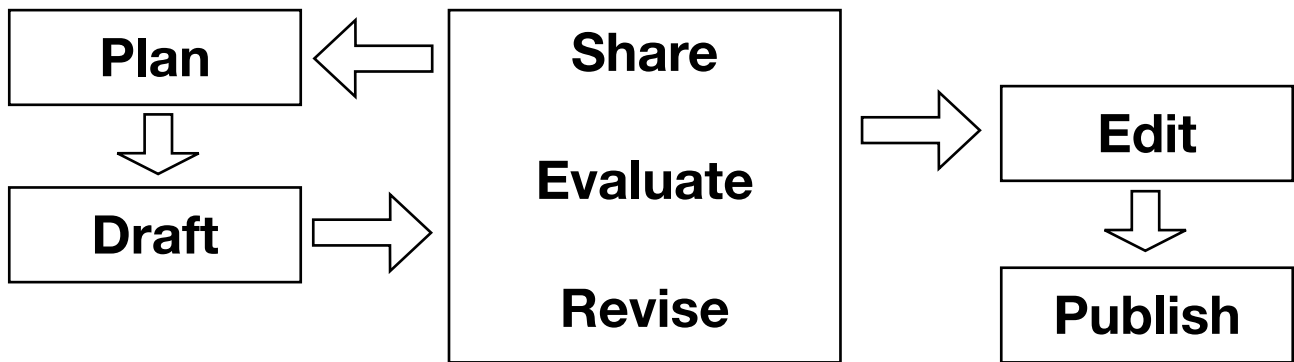 Plan
Draft
Share
Evaluate
Revise
Edit
Publish